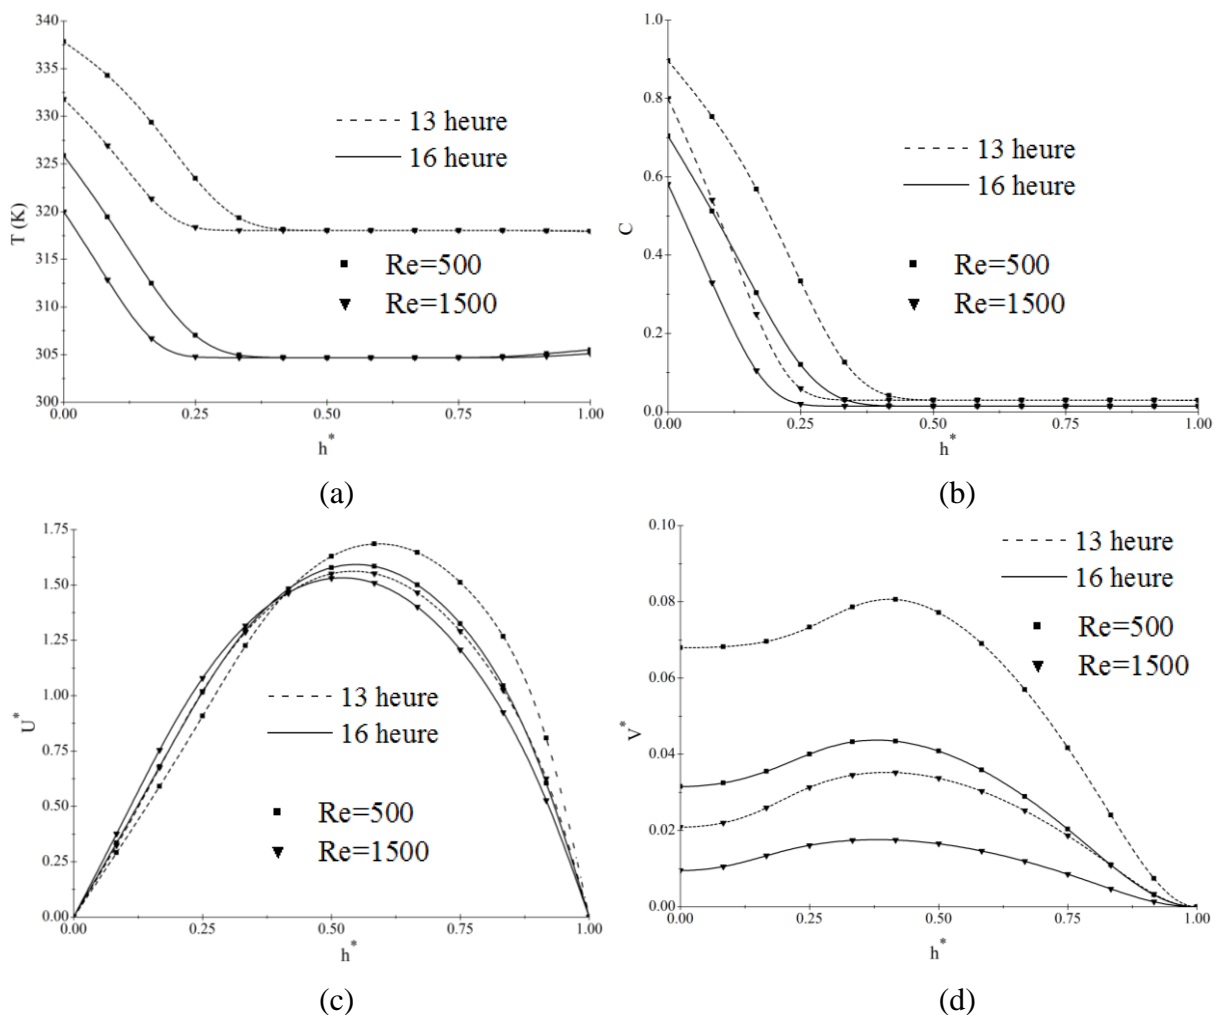 340
335
330
325
320
315
310
305
300
T (K)
0.00
0.25
0.50
0.75
1.00
h*
13 heure
16 heure
Re=500
Re=1500
(a)
1.0
0.8
0.6
0.4
0.2
0.0
C
0.00
0.25
0.50
0.75
1.00
h*
13 heure
16 heure
Re=500
Re=1500
(b)
1.75
1.50
1.25
1.00
0.75
0.50
0.25
0.00
U*
0.00
0.25
0.50
0.75
1.00
h*
13 heure
16 heure
Re=500
Re=1500
(c)
0.10
0.08
0.06
0.04
0.02
0.00
V*
0.00
0.25
0.50
0.75
1.00
h*
13 heure
16 heure
Re=500
Re=1500
(d)